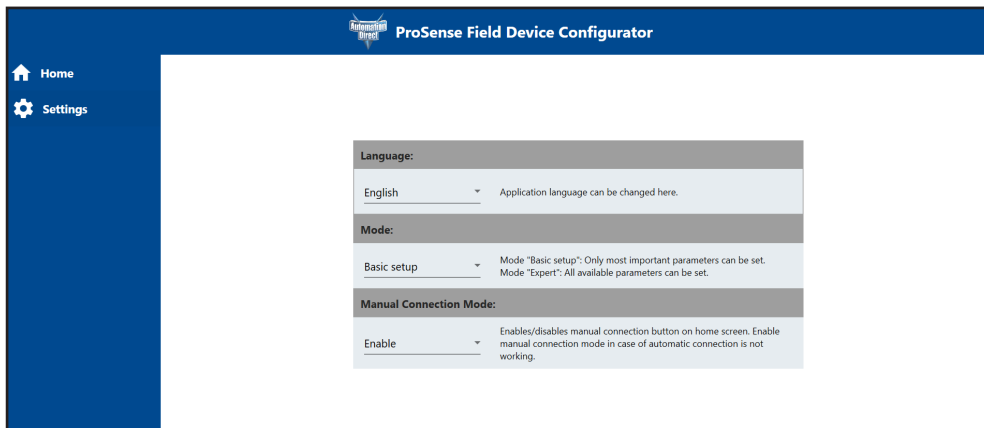 Automation
Direct
ProSense Field Device Configurator
Home
Settings
Language:
English
Application language can be changed here.
Mode:
Basic setup
Mode "Basic setup": Only most important parameters can be set.
Mode "Expert": All available parameters can be set.
Manual Connection Mode:
Enable
Enables/disables manual connection button on home screen. Enable
manual connection mode in case of automatic connection is not
working.